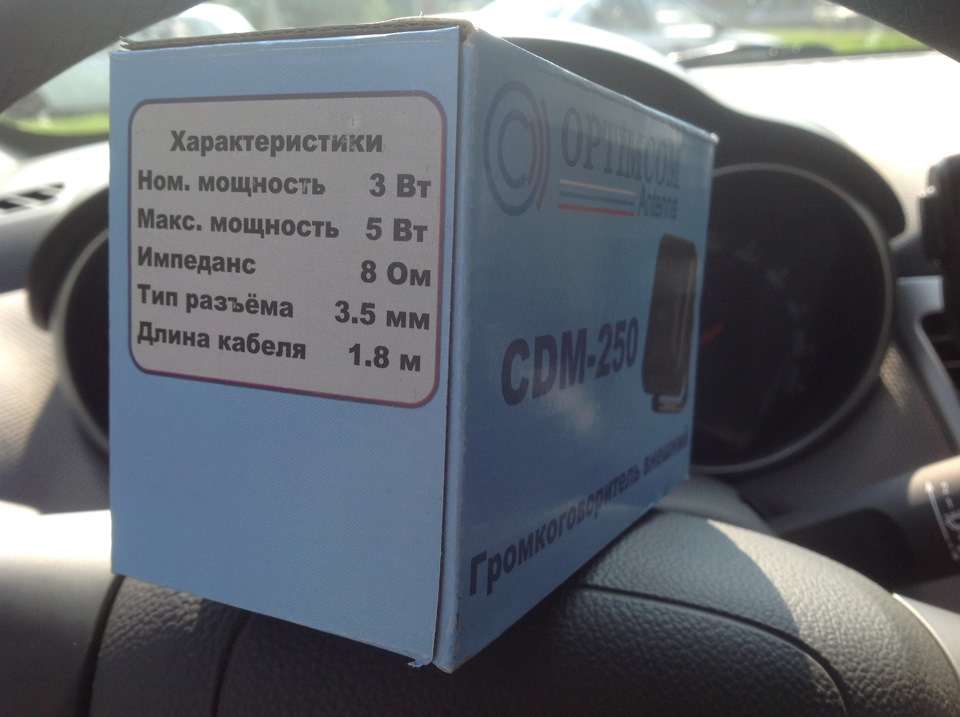 Характеристики
Ном. мощность 3 Вт
Макс. мощность 5 Вт
Импеданс 8 Ом
Тип разъёма 3.5 мм
Длина кабеля 1.8 м
OPTIMCOM
Antenna
CDM-250
Громкоговоритель внешний